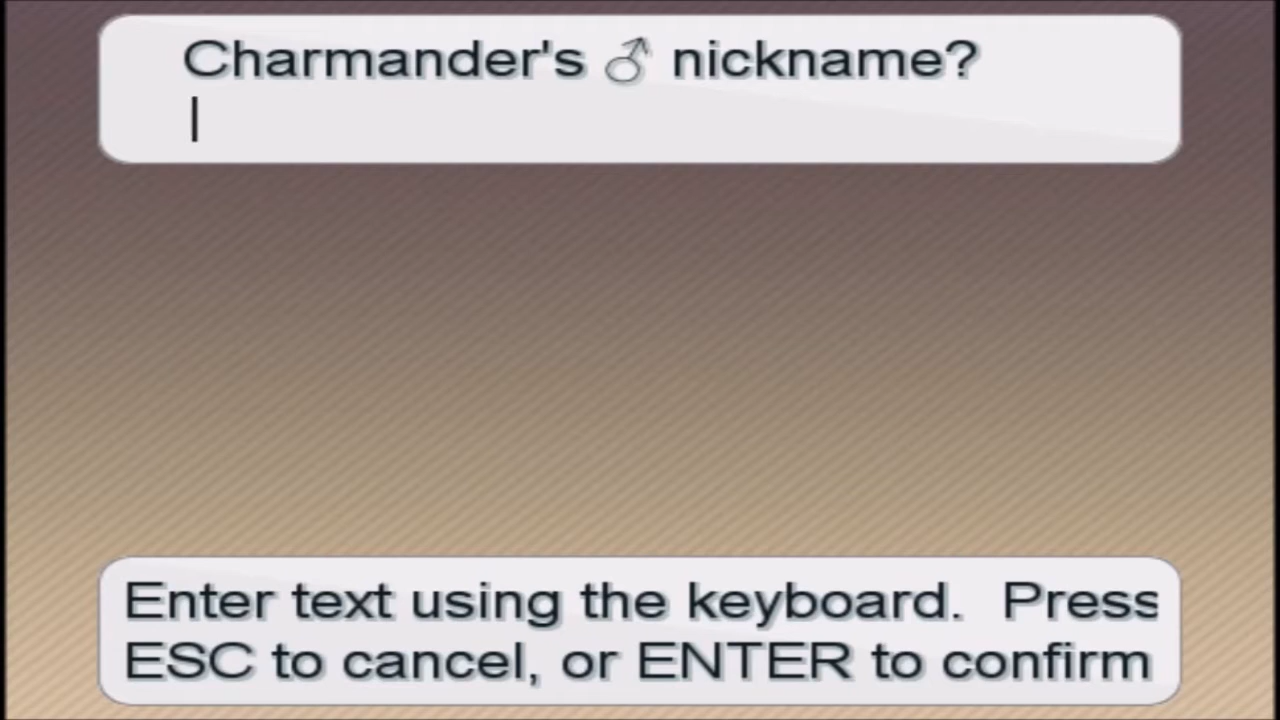 Charmander's ♂ nickname?
Enter text using the keyboard. Press
ESC to cancel, or ENTER to confirm